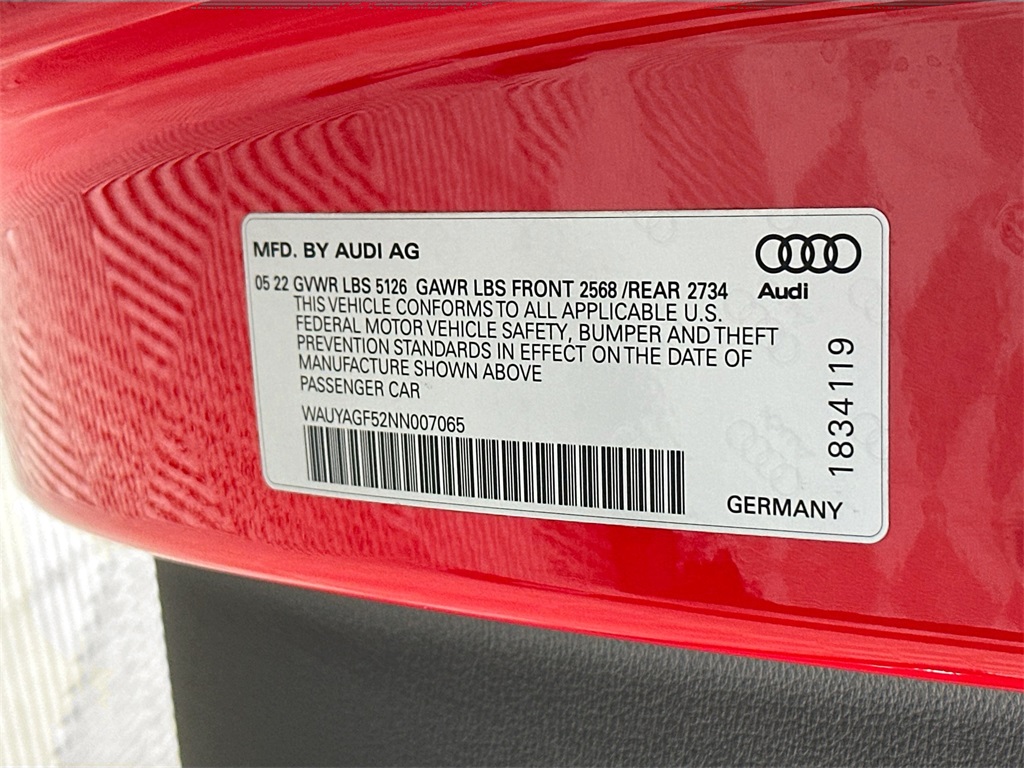 MFD. BY AUDI AG
Audi
05 22 GVWR LBS 5126 GAWR LBS FRONT 2568 /REAR 2734
THIS VEHICLE CONFORMS TO ALL APPLICABLE U.S.
FEDERAL MOTOR VEHICLE SAFETY, BUMPER AND THEFT
PREVENTION STANDARDS IN EFFECT ON THE DATE OF
MANUFACTURE SHOWN ABOVE
PASSENGER CAR
WAUYAGF52NN007065
1834119
GERMANY